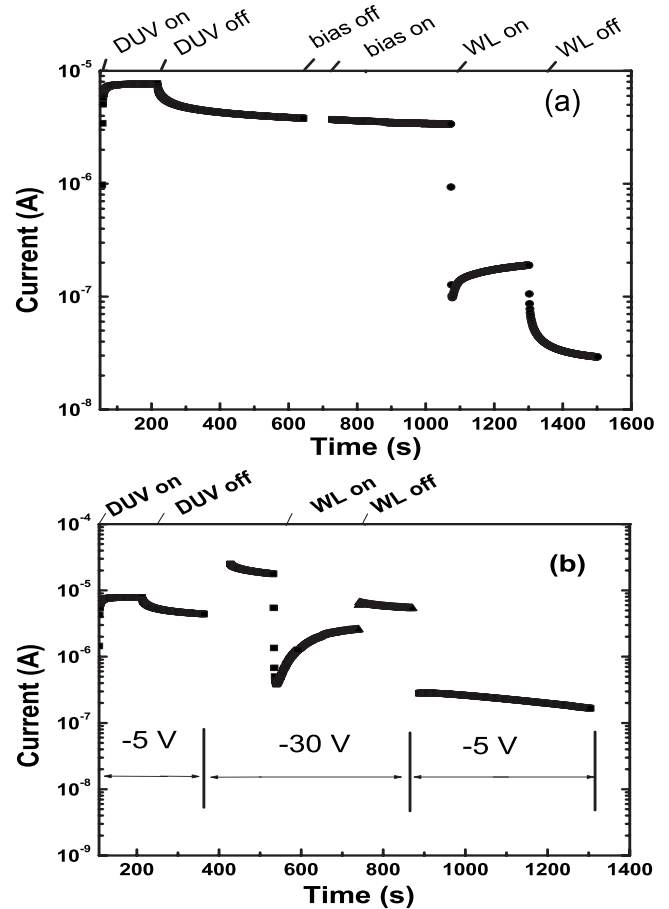 DUV on DUV off bias off bias on WL on WL off
(a)
10⁻⁵
10⁻⁶
10⁻⁷
10⁻⁸
Current (A)
200 400 600 800 1000 1200 1400 1600
Time (s)
DUV on DUV off WL on WL off
(b)
10⁻⁴
10⁻⁵
10⁻⁶
10⁻⁷
10⁻⁸
10⁻⁹
Current (A)
-5 V -30 V -5 V
200 400 600 800 1000 1200 1400
Time (s)